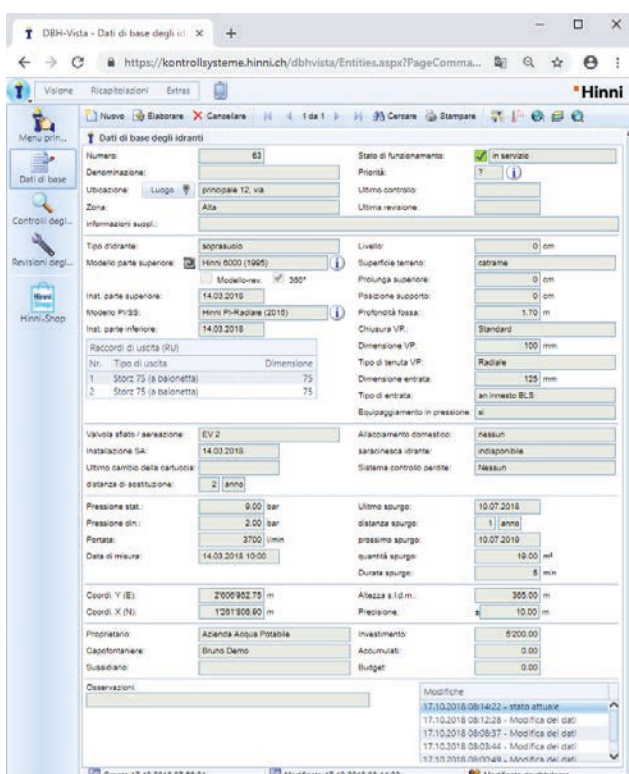 DBH-Vista - Dati di base degli id
https://kontrollsysteme.hinni.ch/dbhvista/Entities.aspx?PageComma...
Visione Ricapitolazioni Extras
Hinni
Nuovo Elaborare Cancellare 1 da 1 Cercare Stampare
Menu prin...
Dati di base
Controlli degl...
Revisioni degl...
Hinni Shop
Hinni-Shop
Dati di base degli idranti
Numero: 63 Stato di funzionamento: in servizio
Denominazione: Priorità: ?
Ubicazione: Luogo principale 12, via Ultimo controllo:
Zona: Alta Ultima revisione:
informazioni suppl.:
Tipo d'idrante: soprasuolo Livello: 0 cm
Modello parte superiore: Hinni 6000 (1995) Superficie terreno: catrame
Modello-rev. 360° Prolunga superiore: 0 cm
Inst. parte superiore: 14.03.2018 Posizione supporto: 0 cm
Modello PI/SS: Hinni PI-Radiale (2015) Profondità fossa: 1.70 m
Inst. parte inferiore: 14.03.2018 Chiusura VP: Standard
Raccordi di uscita (RU) Dimensione VP: 100 mm
Nr. Tipo di uscita Dimensione Tipo di tenuta VP: Radiale
1 Storz 75 (a baionetta) 75 Dimensione entrata: 125 mm
2 Storz 75 (a baionetta) 75 Tipo di entrata: an innesto BLS
Equipaggiamento in pressione: si
Valvola sfiato / aereazione: EV 2 Allacciamento domestico: nessun
Installazione SA: 14.03.2018 saracinesca idrante: indisponibile
Ultimo cambio della cartuccia: Sistema controllo perdite: Nessun
distanza di sostituzione: 2 anno
Pressione stat.: 9.00 bar Ultimo spurgo: 10.07.2018
Pressione din.: 2.00 bar distanza spurgo: 1 anno
Portata: 3700 l/min prossimo spurgo: 10.07.2019
Data di misura: 14.03.2018 10:00 quantità spurgo: 19.00 m³
Durata spurgo: 5 min
Coordi. Y (E): 2'606'962.75 m Altezza s.l.d.m.: 365.00 m
Coordi. X (N): 1'261'806.90 m Precisione: ± 10.00 m
Proprietario: Azienda Acqua Potabile Investimento: 5'200.00
Capofontaniere: Bruno Demo Accumulati: 0.00
Sussidiario: Budget: 0.00
Osservazioni:
Modifiche
17.10.2018 08:14:22 - stato attuale
17.10.2018 08:12:28 - Modifica dei dati
17.10.2018 08:08:37 - Modifica dei dati
17.10.2018 08:03:44 - Modifica dei dati
17.10.2018 08:00:49 - Modifica dei dati